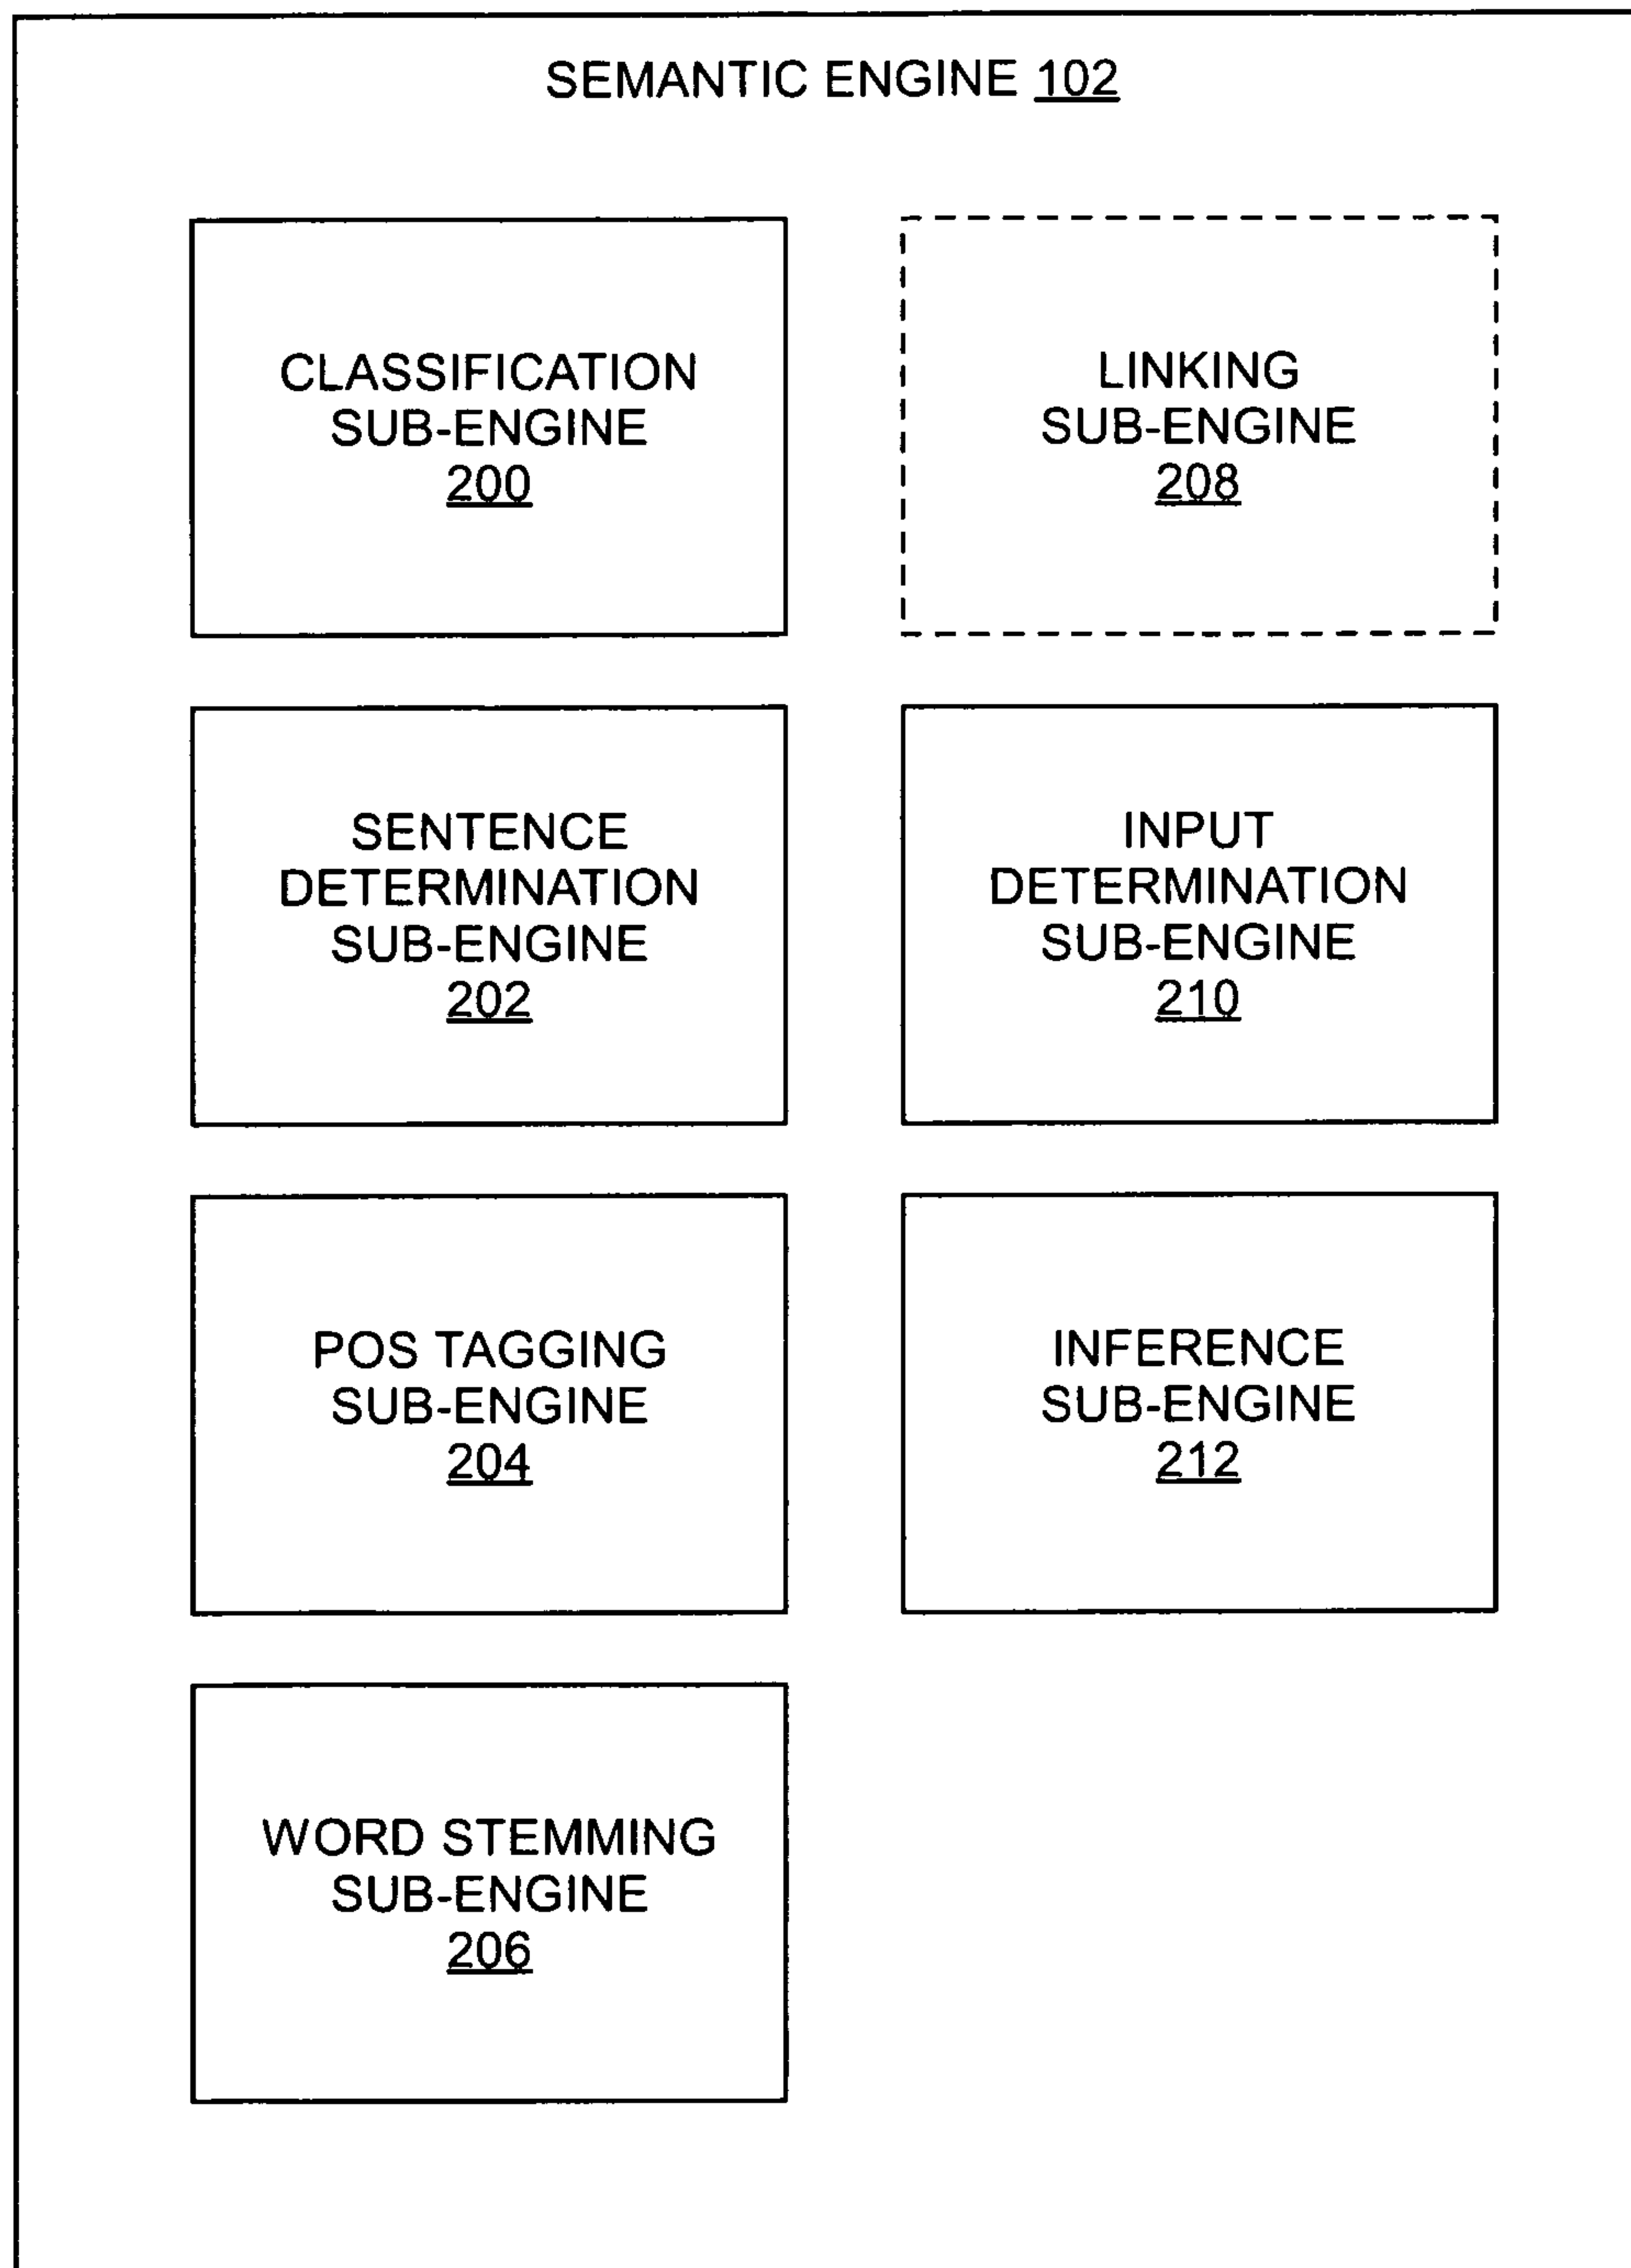 SEMANTIC ENGINE 102
CLASSIFICATION
SUB-ENGINE
200
LINKING
SUB-ENGINE
208
SENTENCE
DETERMINATION
SUB-ENGINE
202
INPUT
DETERMINATION
SUB-ENGINE
210
POS TAGGING
SUB-ENGINE
204
INFERENCE
SUB-ENGINE
212
WORD STEMMING
SUB-ENGINE
206